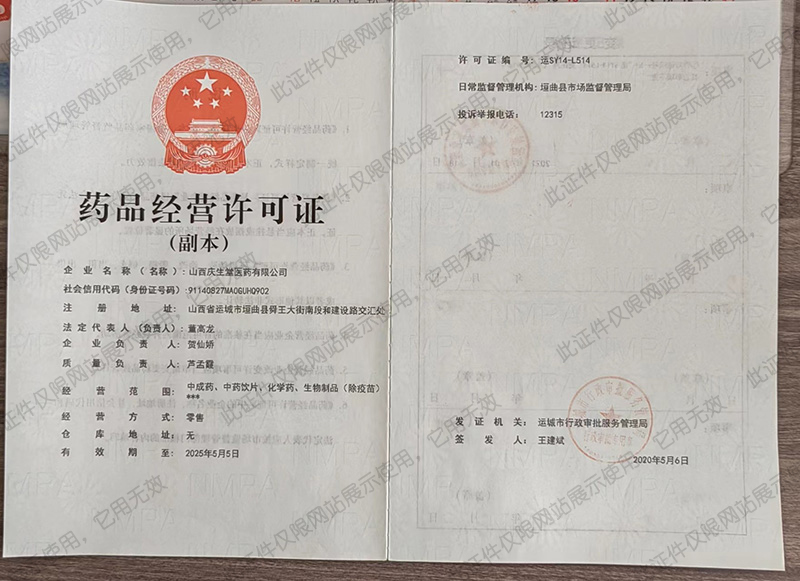 药品经营许可证
(副本)
企业名称（名称）:山西庆生堂医药有限公司
社会信用代码(身份证号码):91140827MA0GUHQ902
注册地址:山西省运城市垣曲县舜王大街南段和建设路交汇处
法定代表人(负责人):董高龙
企业负责人:贺仙娇
质量负责人:芦孟霞
经营范围:中成药、中药饮片、化学药、生物制品（除疫苗）
***
经营方式:零售
仓库地址:无
有效期至:2025年5月5日
许可证编号:运SY14-L514
日常监督管理机构:垣曲县市场监督管理局
投诉举报电话:12315
发证机关:运城市行政审批服务管理局
签发人:王建斌
2020年5月6日
此证件仅限网站展示使用，它用无效